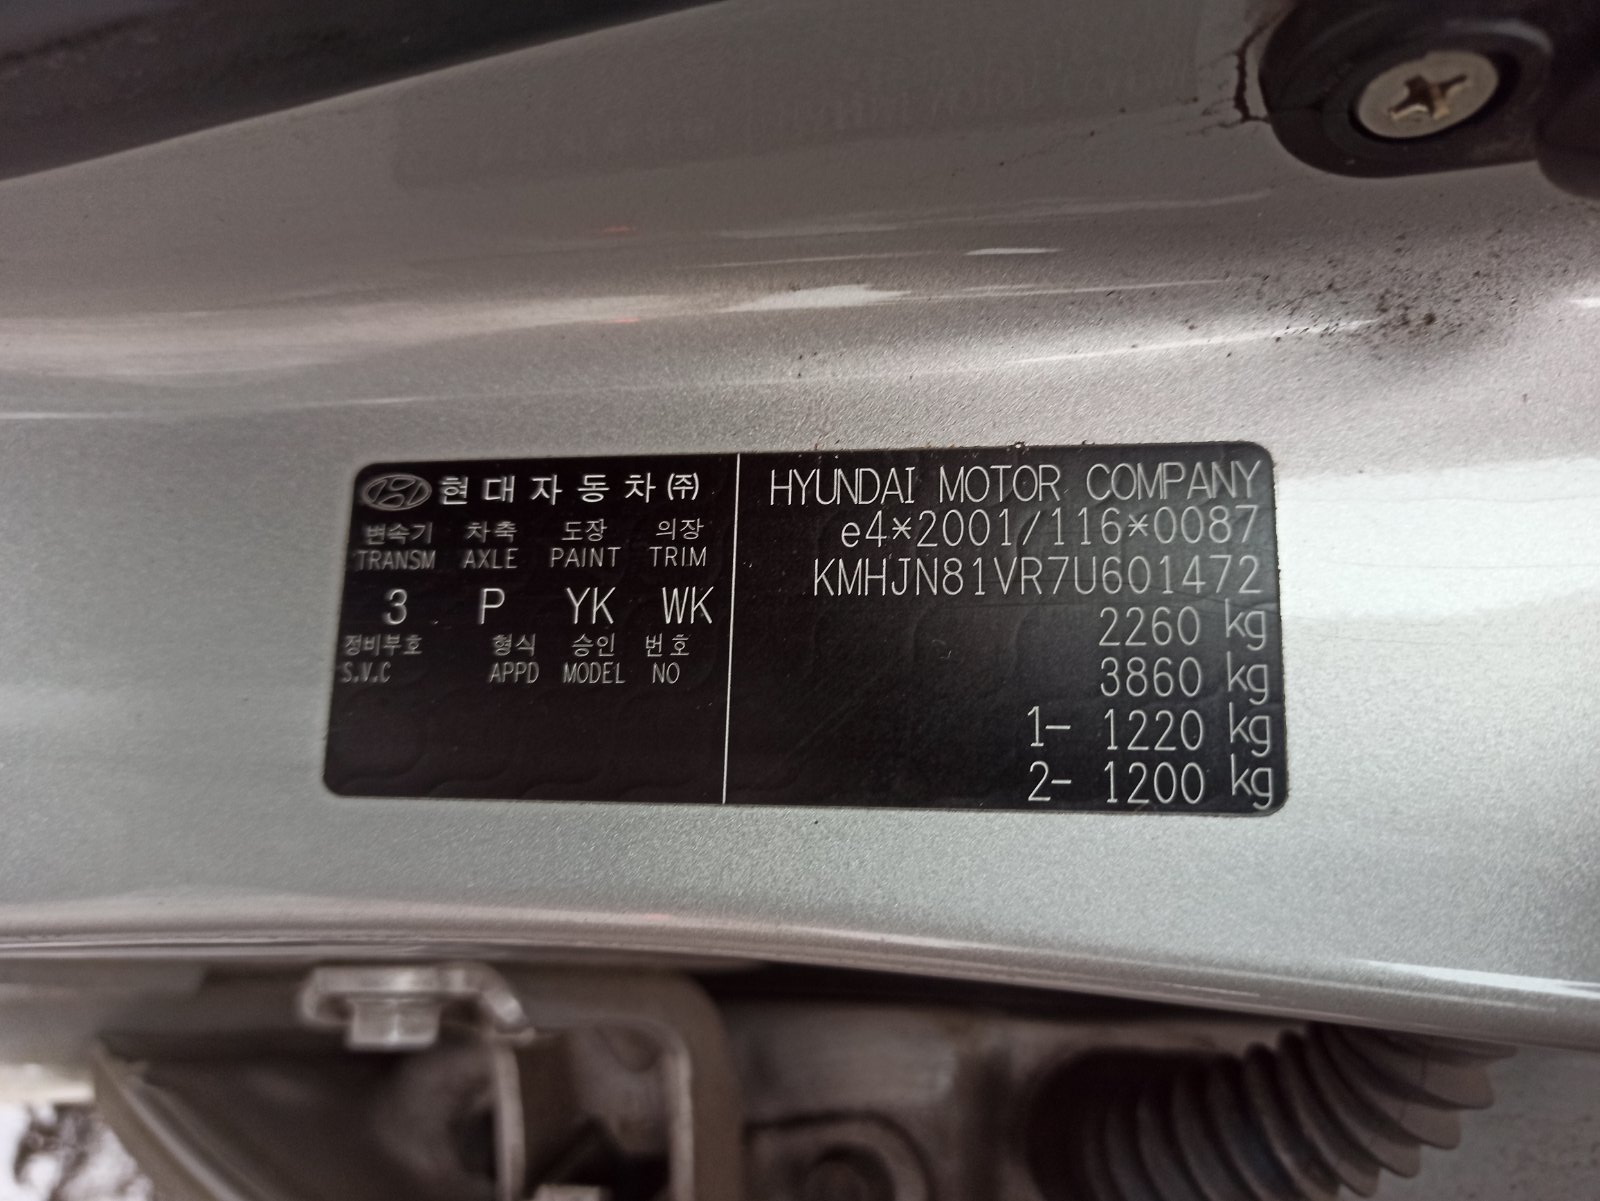 현대자동차㈜
변속기 차축 도장 의장
TRANSM AXLE PAINT TRIM
3 P YK WK
정비부호 형식 승인 번호
S.V.C APPD MODEL NO
HYUNDAI MOTOR COMPANY
e4*2001/116*0087
KMHJN81VR7U601472
2260 kg
3860 kg
1- 1220 kg
2- 1200 kg